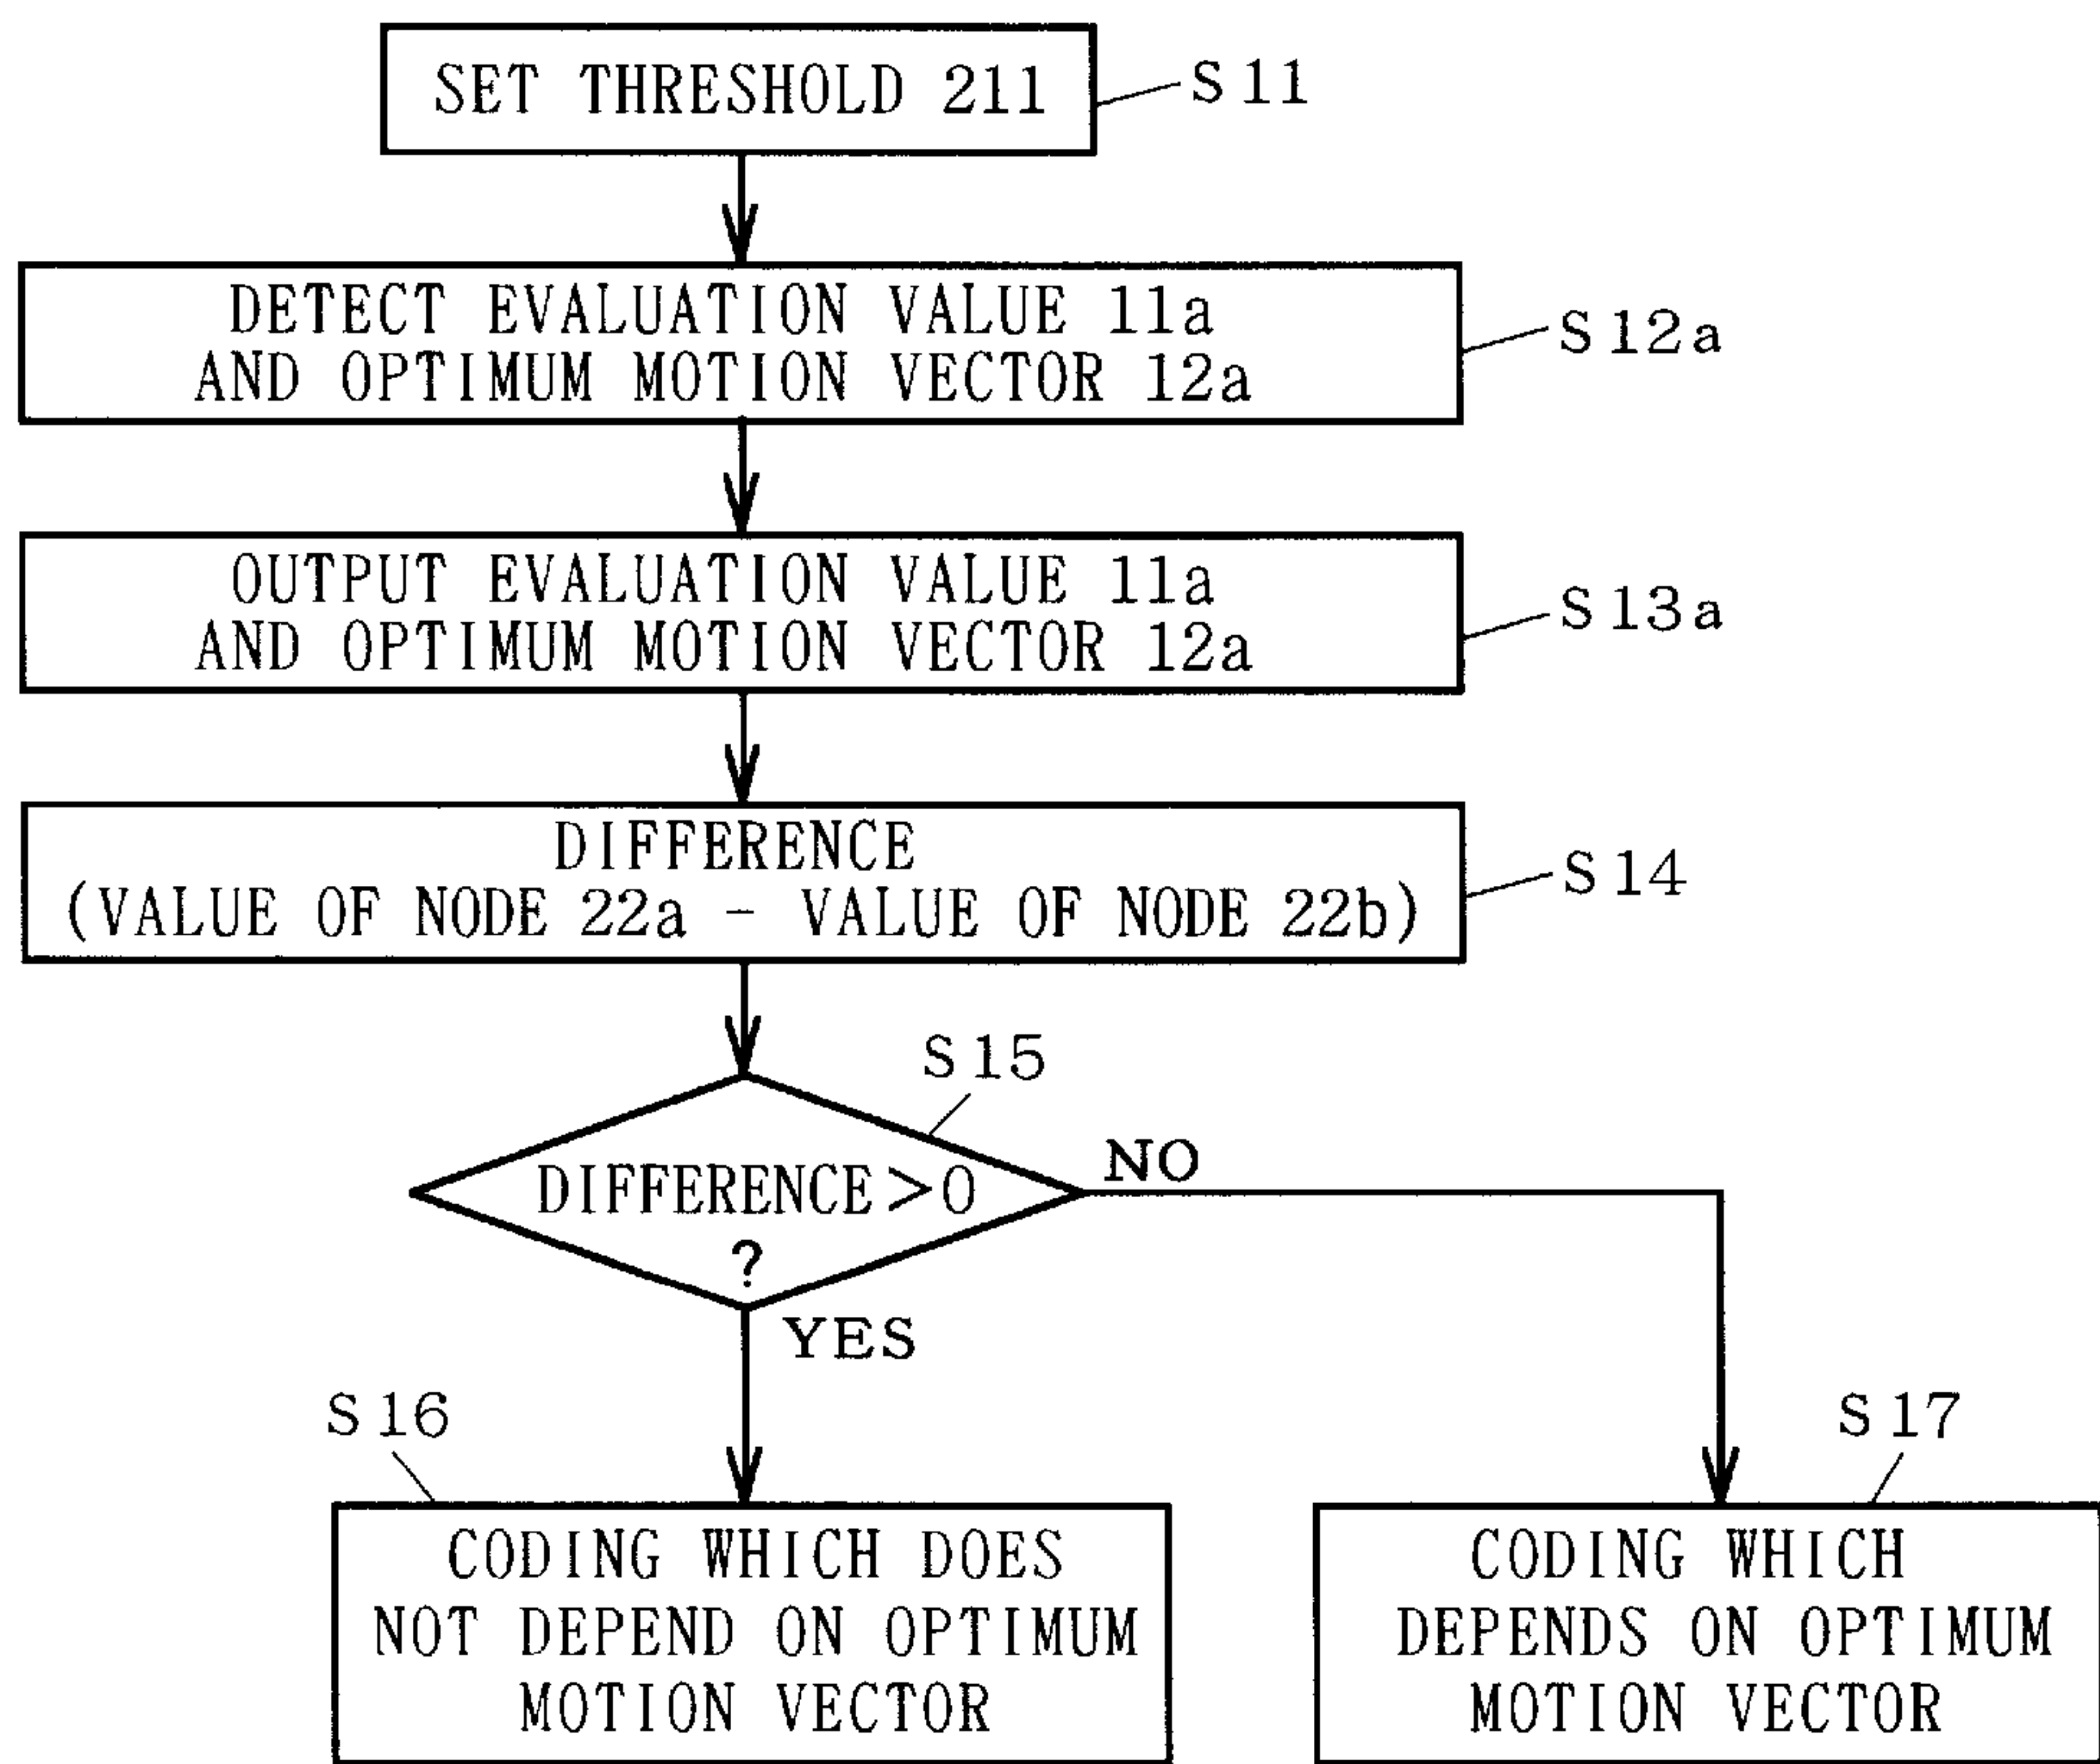 SET THRESHOLD 211
S11
DETECT EVALUATION VALUE 11a
AND OPTIMUM MOTION VECTOR 12a
S12a
OUTPUT EVALUATION VALUE 11a
AND OPTIMUM MOTION VECTOR 12a
S13a
DIFFERENCE
(VALUE OF NODE 22a - VALUE OF NODE 22b)
S14
S15
DIFFERENCE>0
?
NO
YES
S16
CODING WHICH DOES
NOT DEPEND ON OPTIMUM
MOTION VECTOR
S17
CODING WHICH
DEPENDS ON OPTIMUM
MOTION VECTOR